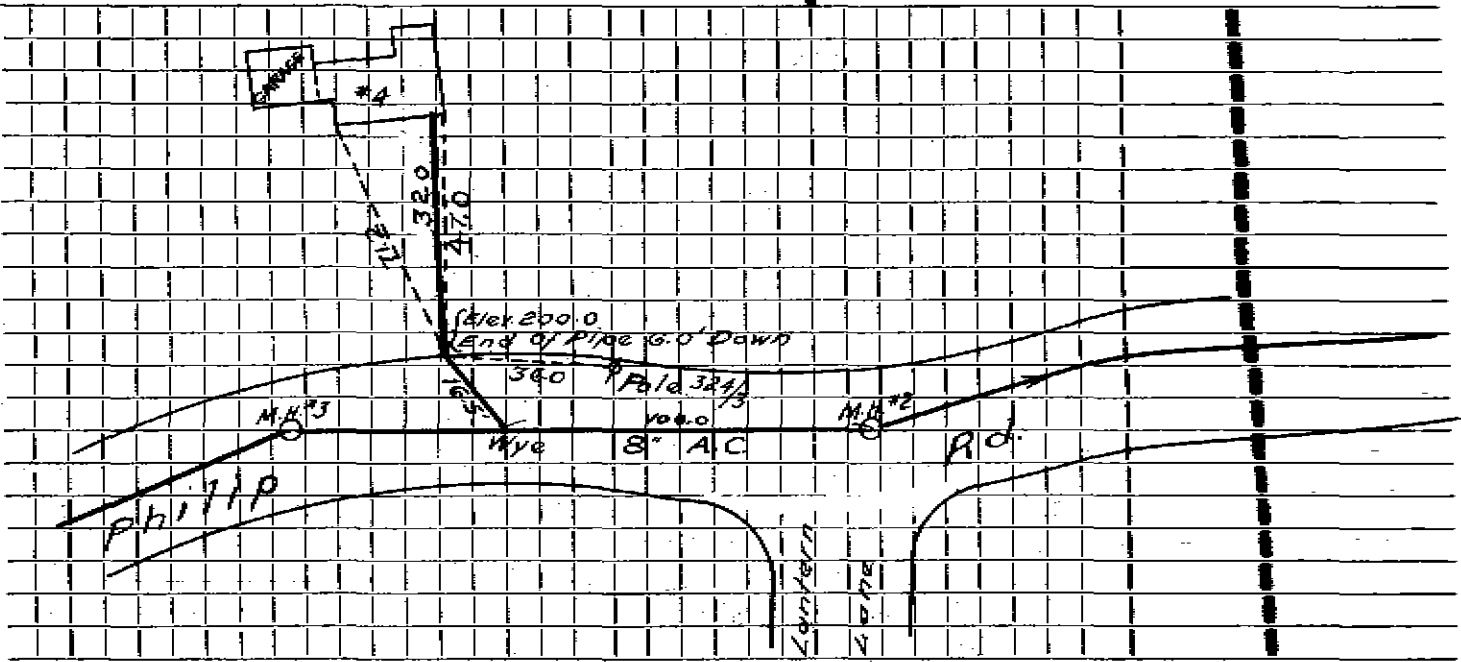 GARAGE
#4
32.0
47.0
71.2
Elev. 200.0
End of Pipe 6.0' Down
36.0
Pole 324/3
16.5
M.H. #3
Wye
100.0
8" A.C.
M.H. #2
Phillip
Rd.
Lantern
Lane